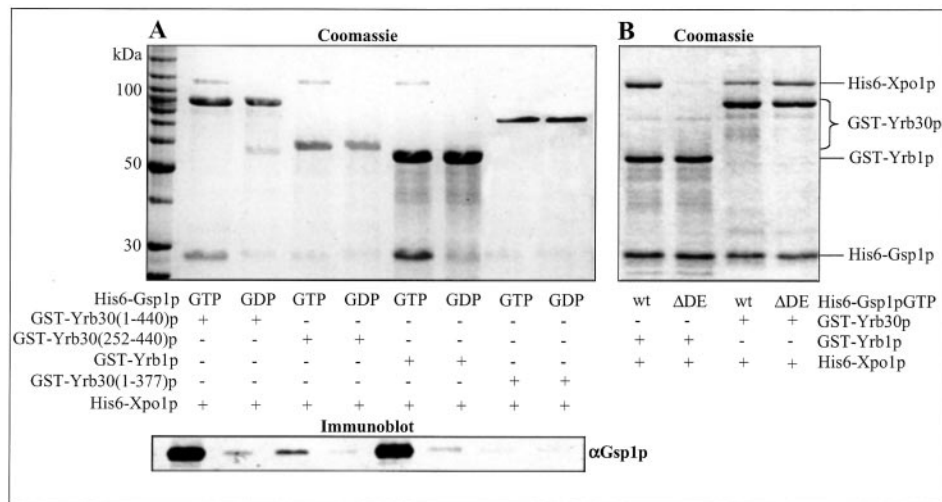 A
Coomassie
kDa
100
50
30
His6-Gsp1p GTP GDP GTP GDP GTP GDP GTP GDP
GST-Yrb30(1-440)p + + - - - - - -
GST-Yrb30(252-440)p - - + + - - - -
GST-Yrb1p - - - - + + - -
GST-Yrb30(1-377)p - - - - - - + +
His6-Xpo1p + + + + + + + +
Immunoblot
αGsp1p
B
Coomassie
His6-Xpo1p
GST-Yrb30p
GST-Yrb1p
His6-Gsp1p
wt ΔDE wt ΔDE His6-Gsp1pGTP
- - + + GST-Yrb30p
+ + - - GST-Yrb1p
+ + + + His6-Xpo1p